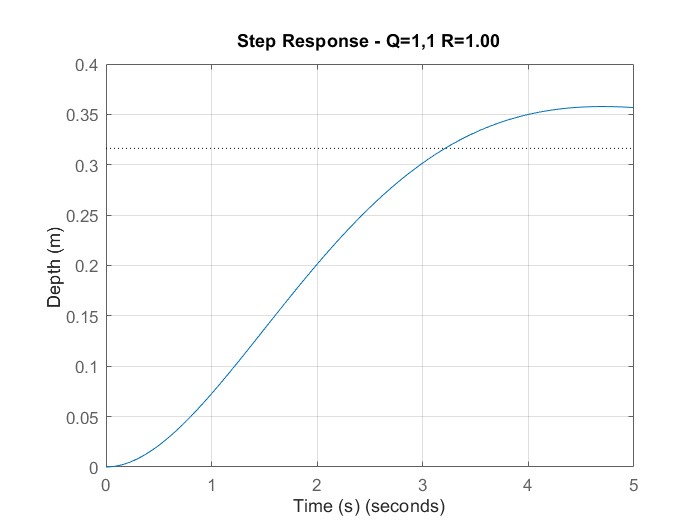 Step Response - Q=1,1 R=1.00
0.4
0.35
0.3
0.25
0.2
0.15
0.1
0.05
0
Depth (m)
0 1 2 3 4 5
Time (s) (seconds)